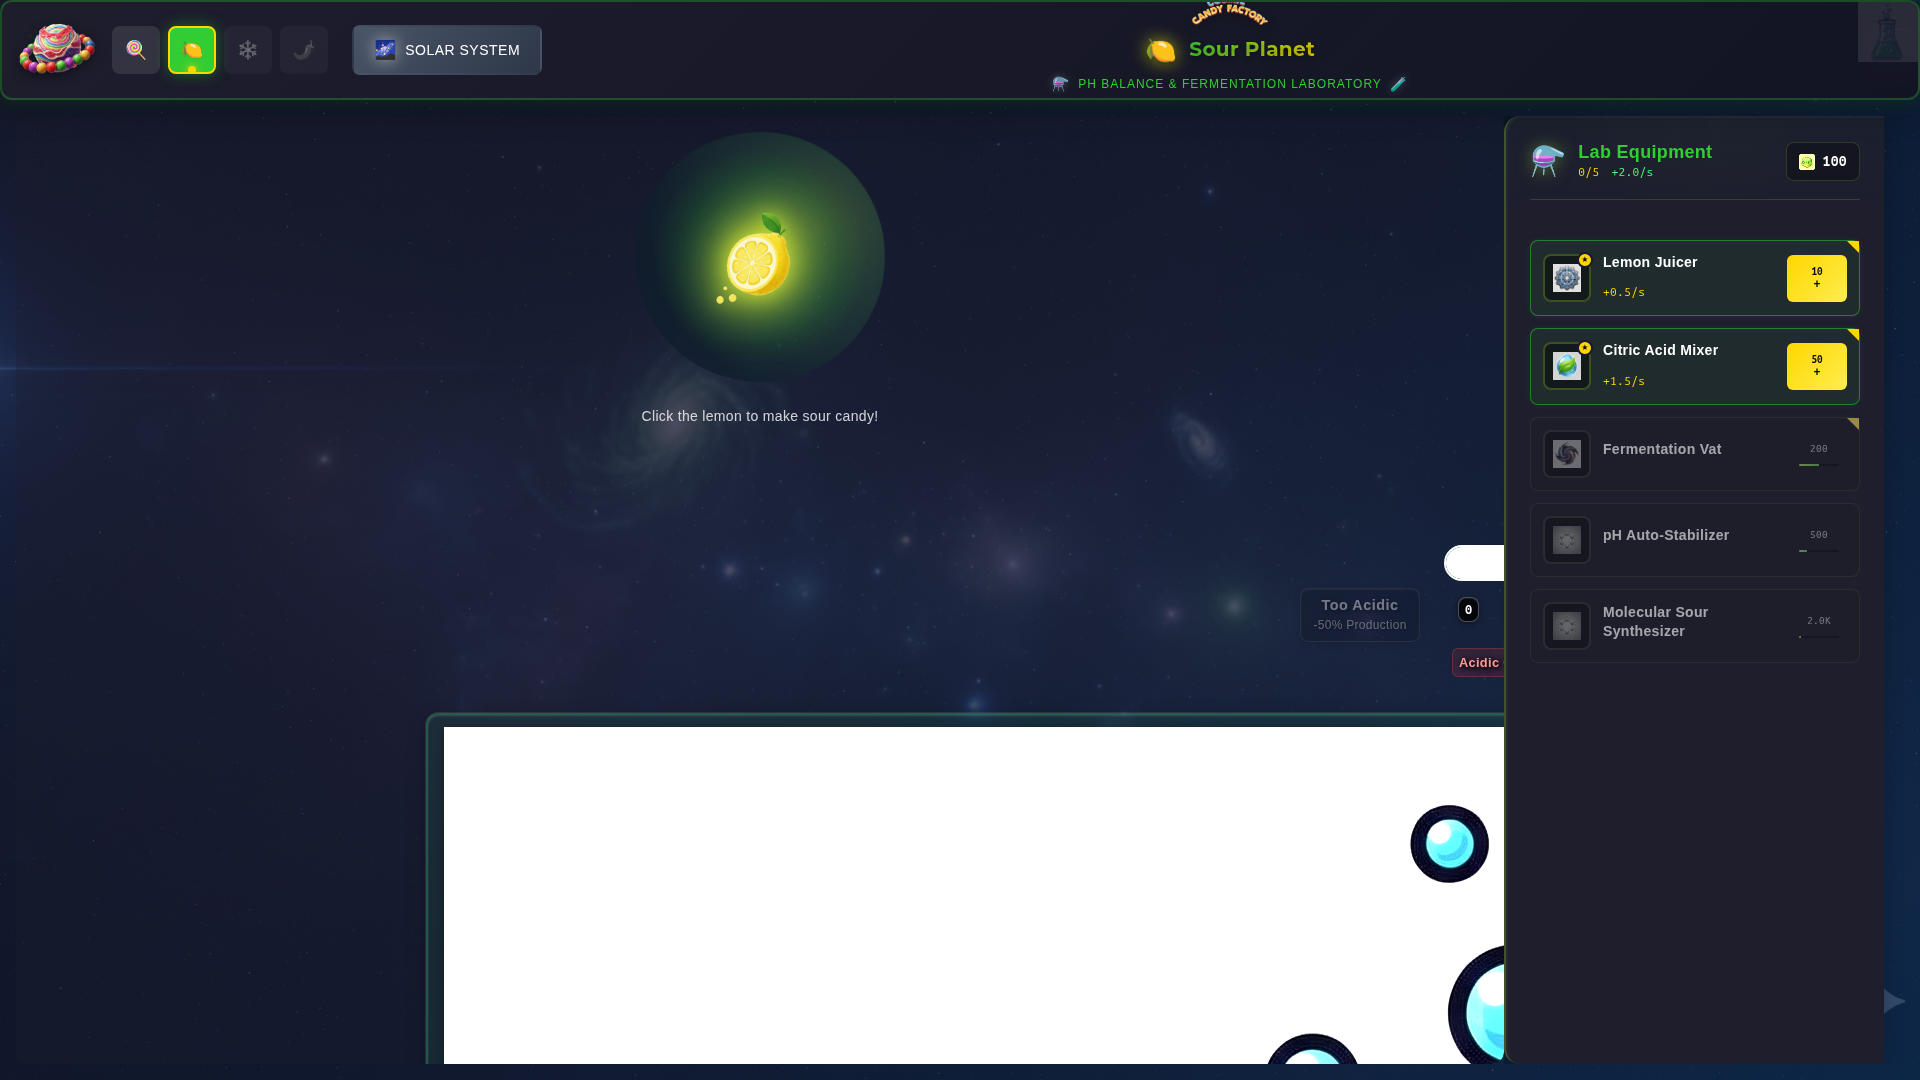 CANDY FACTORY
SOLAR SYSTEM
Sour Planet
PH BALANCE & FERMENTATION LABORATORY
Lab Equipment
0/5 +2.0/s
100
Click the lemon to make sour candy!
Lemon Juicer
+0.5/s
10
+
Citric Acid Mixer
+1.5/s
50
+
Fermentation Vat
200
pH Auto-Stabilizer
500
Molecular Sour
Synthesizer
2.0K
Too Acidic
-50% Production
0
Acidic